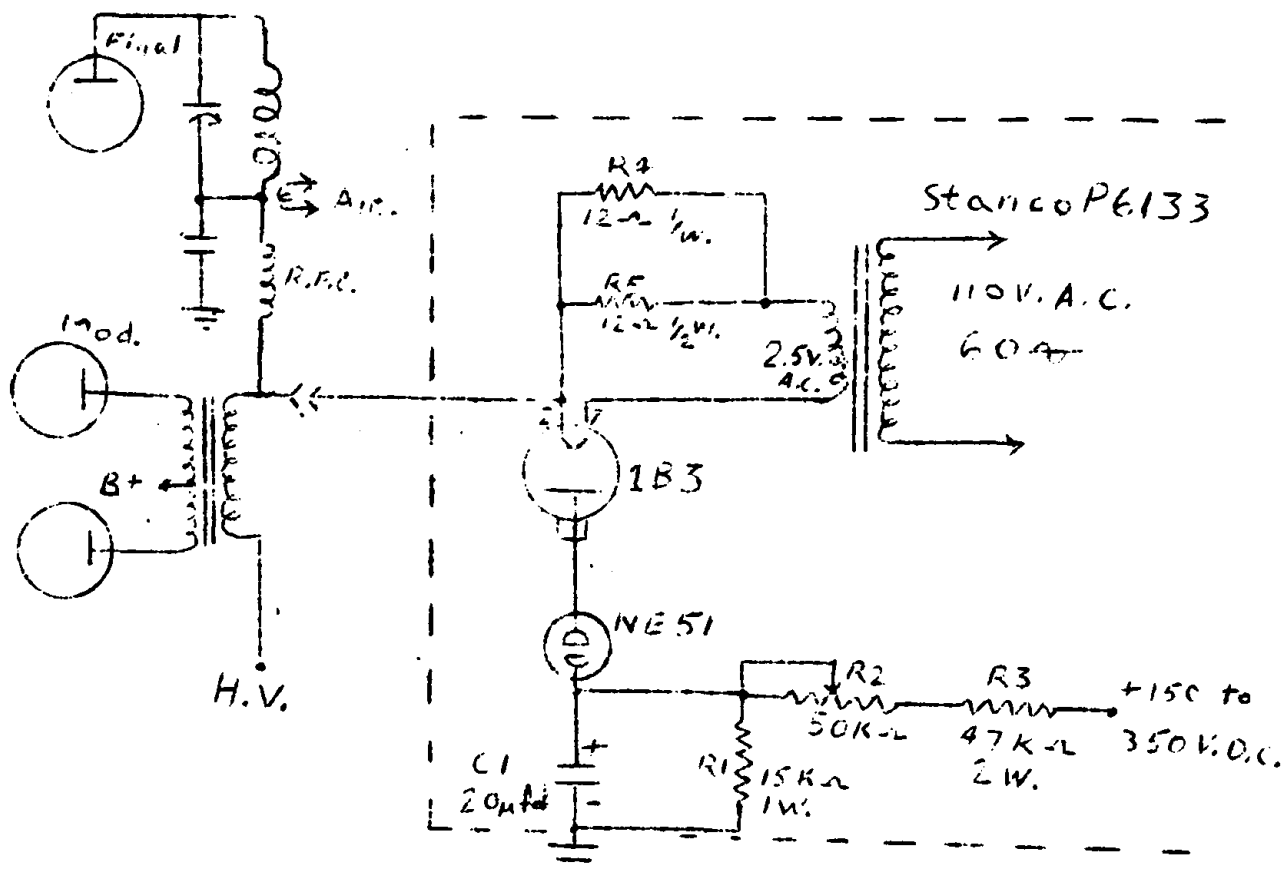 Final
R4
12Ω ½W.
Stanco P6133
R.F.C.
R5
12Ω ½W.
110V. A.C.
60~
Mod.
2.5V.
A.C.
B+
1B3
NE51
H.V.
R2
50KΩ
R3
47KΩ
2W.
+150 to
350V.D.C.
C1
20μfd
+
-
R1
15KΩ
1W.